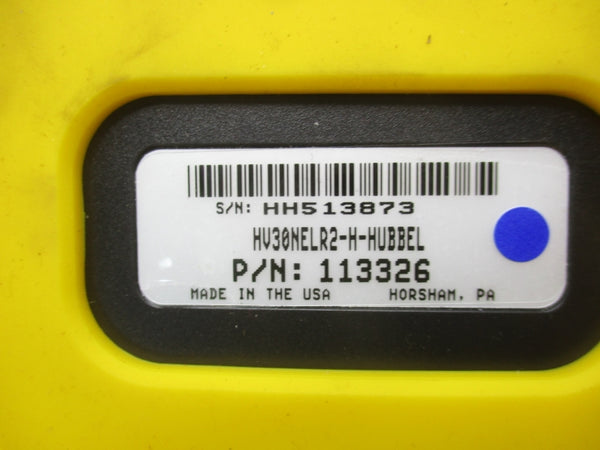 S/N: HH513873
HV30NELR2-H-HUBBEL
P/N: 113326
MADE IN THE USA HORSHAM, PA